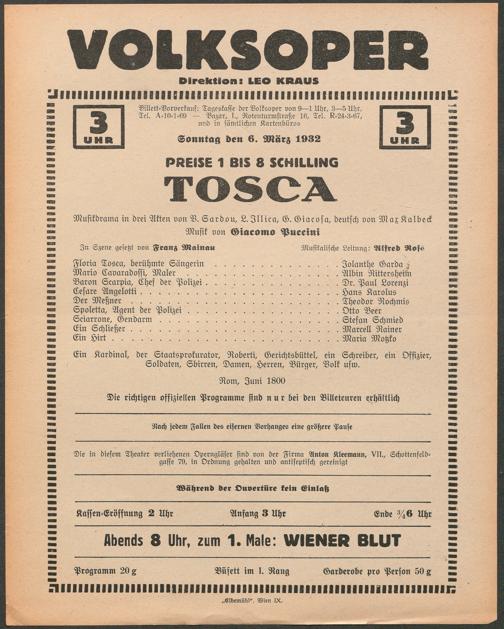 VOLKSOPER
Direktion: LEO KRAUS
3 UHR
Billett-Vorverkauf: Tageskasse der Volksoper von 9—1 Uhr, 3—5 Uhr,
Tel. A-10-1-69 — Bazar, I., Rotenturmstraße 16, Tel. R-24-3-67,
und in sämtlichen Kartenbüros
3 UHR
Sonntag den 6. März 1932
PREISE 1 BIS 8 SCHILLING
TOSCA
Musikdrama in drei Akten von V. Sardou, L. Illica, G. Giacosa, deutsch von Max Kalbeck
Musik von Giacomo Puccini
In Szene gesetzt von Franz Mainau Musikalische Leitung: Alfred Rosé
Floria Tosca, berühmte Sängerin Jolanthe Garda
Mario Cavaradossi, Maler Albin Rittersheim
Baron Scarpia, Chef der Polizei Dr. Paul Lorenzi
Cesare Angelotti Hans Karolus
Der Meßner Theodor Rochmis
Spoletta, Agent der Polizei Otto Beer
Sciarrone, Gendarm Stefan Schmied
Ein Schließer Marcell Rainer
Ein Hirt Maria Motzko
Ein Kardinal, der Staatsprokurator, Roberti, Gerichtsbüttel, ein Schreiber, ein Offizier,
Soldaten, Sbirren, Damen, Herren, Bürger, Volk usw.
Rom, Juni 1800
Die richtigen offiziellen Programme sind nur bei den Billeteuren erhältlich
Nach jedem Fallen des eisernen Vorhanges eine größere Pause
Die in diesem Theater verliehenen Operngläser sind von der Firma Anton Kleemann, VII., Schottenfeld-
gasse 79, in Ordnung gehalten und antiseptisch gereinigt
Während der Ouvertüre kein Einlaß
Kassen-Eröffnung 2 Uhr Anfang 3 Uhr Ende ¾6 Uhr
Abends 8 Uhr, zum 1. Male: WIENER BLUT
Programm 20 g Büfett im I. Rang Garderobe pro Person 50 g
„Elbemühl“, Wien IX.